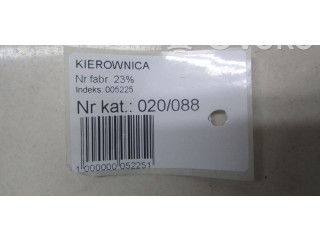 KIEROWNICA
Nr fabr. 23%
Indeks. 005225
Nr kat.: 020/088
1 000000 052251